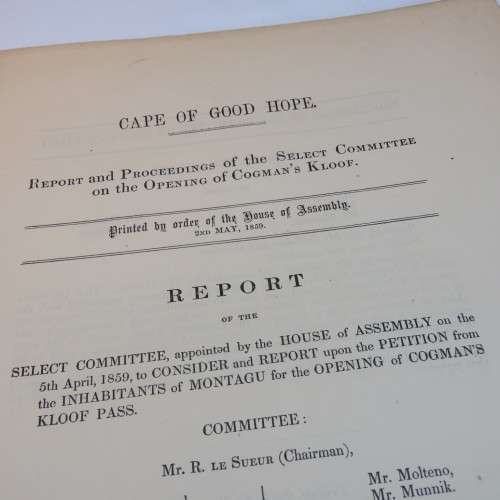 CAPE OF GOOD HOPE.
REPORT and PROCEEDINGS of the SELECT COMMITTEE
on the OPENING of COGMAN'S KLOOF.
Printed by order of the House of Assembly.
2ND MAY, 1859.
REPORT
OF THE
SELECT COMMITTEE, appointed by the HOUSE of ASSEMBLY on the
5th April, 1859, to CONSIDER and REPORT upon the PETITION from
the INHABITANTS of MONTAGU for the OPENING of COGMAN'S
KLOOF PASS.
COMMITTEE:
Mr. R. LE SUEUR (Chairman),
Mr. Molteno,
Mr. Munnik.